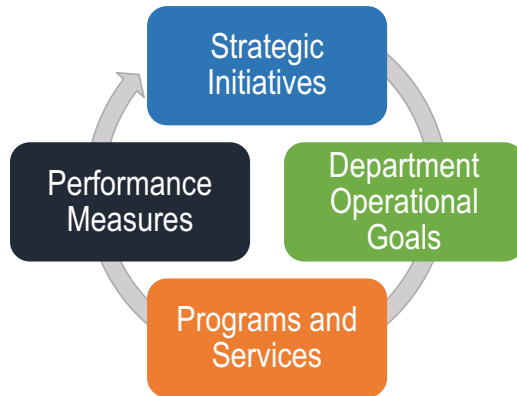 Strategic
Initiatives
Department
Operational
Goals
Programs and
Services
Performance
Measures